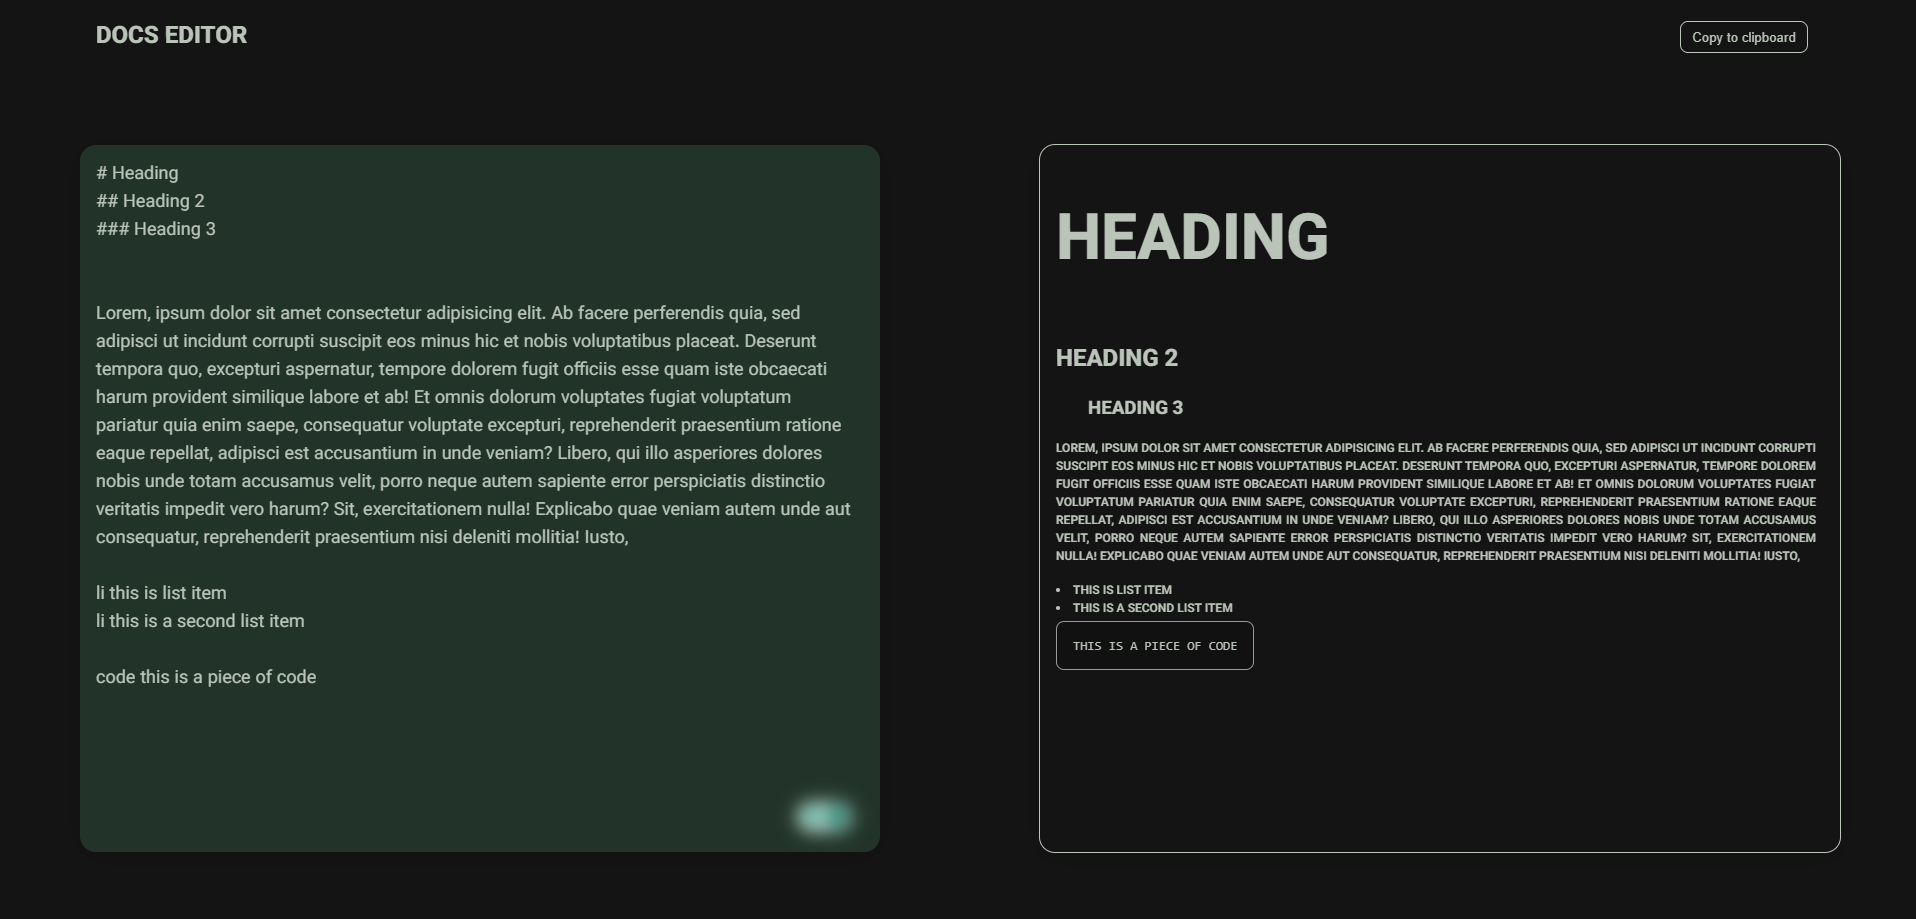 DOCS EDITOR
Copy to clipboard
# Heading
## Heading 2
### Heading 3
Lorem, ipsum dolor sit amet consectetur adipisicing elit. Ab facere perferendis quia, sed
adipisci ut incidunt corrupti suscipit eos minus hic et nobis voluptatibus placeat. Deserunt
tempora quo, excepturi aspernatur, tempore dolorem fugit officiis esse quam iste obcaecati
harum provident similique labore et ab! Et omnis dolorum voluptates fugiat voluptatum
pariatur quia enim saepe, consequatur voluptate excepturi, reprehenderit praesentium ratione
eaque repellat, adipisci est accusantium in unde veniam? Libero, qui illo asperiores dolores
nobis unde totam accusamus velit, porro neque autem sapiente error perspiciatis distinctio
veritatis impedit vero harum? Sit, exercitationem nulla! Explicabo quae veniam autem unde aut
consequatur, reprehenderit praesentium nisi deleniti mollitia! Iusto,
li this is list item
li this is a second list item
code this is a piece of code
HEADING
HEADING 2
HEADING 3
LOREM, IPSUM DOLOR SIT AMET CONSECTETUR ADIPISICING ELIT. AB FACERE PERFERENDIS QUIA, SED ADIPISCI UT INCIDUNT CORRUPTI
SUSCIPIT EOS MINUS HIC ET NOBIS VOLUPTATIBUS PLACEAT. DESERUNT TEMPORA QUO, EXCEPTURI ASPERNATUR, TEMPORE DOLOREM
FUGIT OFFICIIS ESSE QUAM ISTE OBCAECATI HARUM PROVIDENT SIMILIQUE LABORE ET AB! ET OMNIS DOLORUM VOLUPTATES FUGIAT
VOLUPTATUM PARIATUR QUIA ENIM SAEPE, CONSEQUATUR VOLUPTATE EXCEPTURI, REPREHENDERIT PRAESENTIUM RATIONE EAQUE
REPELLAT, ADIPISCI EST ACCUSANTIUM IN UNDE VENIAM? LIBERO, QUI ILLO ASPERIORES DOLORES NOBIS UNDE TOTAM ACCUSAMUS
VELIT, PORRO NEQUE AUTEM SAPIENTE ERROR PERSPICIATIS DISTINCTIO VERITATIS IMPEDIT VERO HARUM? SIT, EXERCITATIONEM
NULLA! EXPLICABO QUAE VENIAM AUTEM UNDE AUT CONSEQUATUR, REPREHENDERIT PRAESENTIUM NISI DELENITI MOLLITIA! IUSTO,
• THIS IS LIST ITEM
• THIS IS A SECOND LIST ITEM
THIS IS A PIECE OF CODE